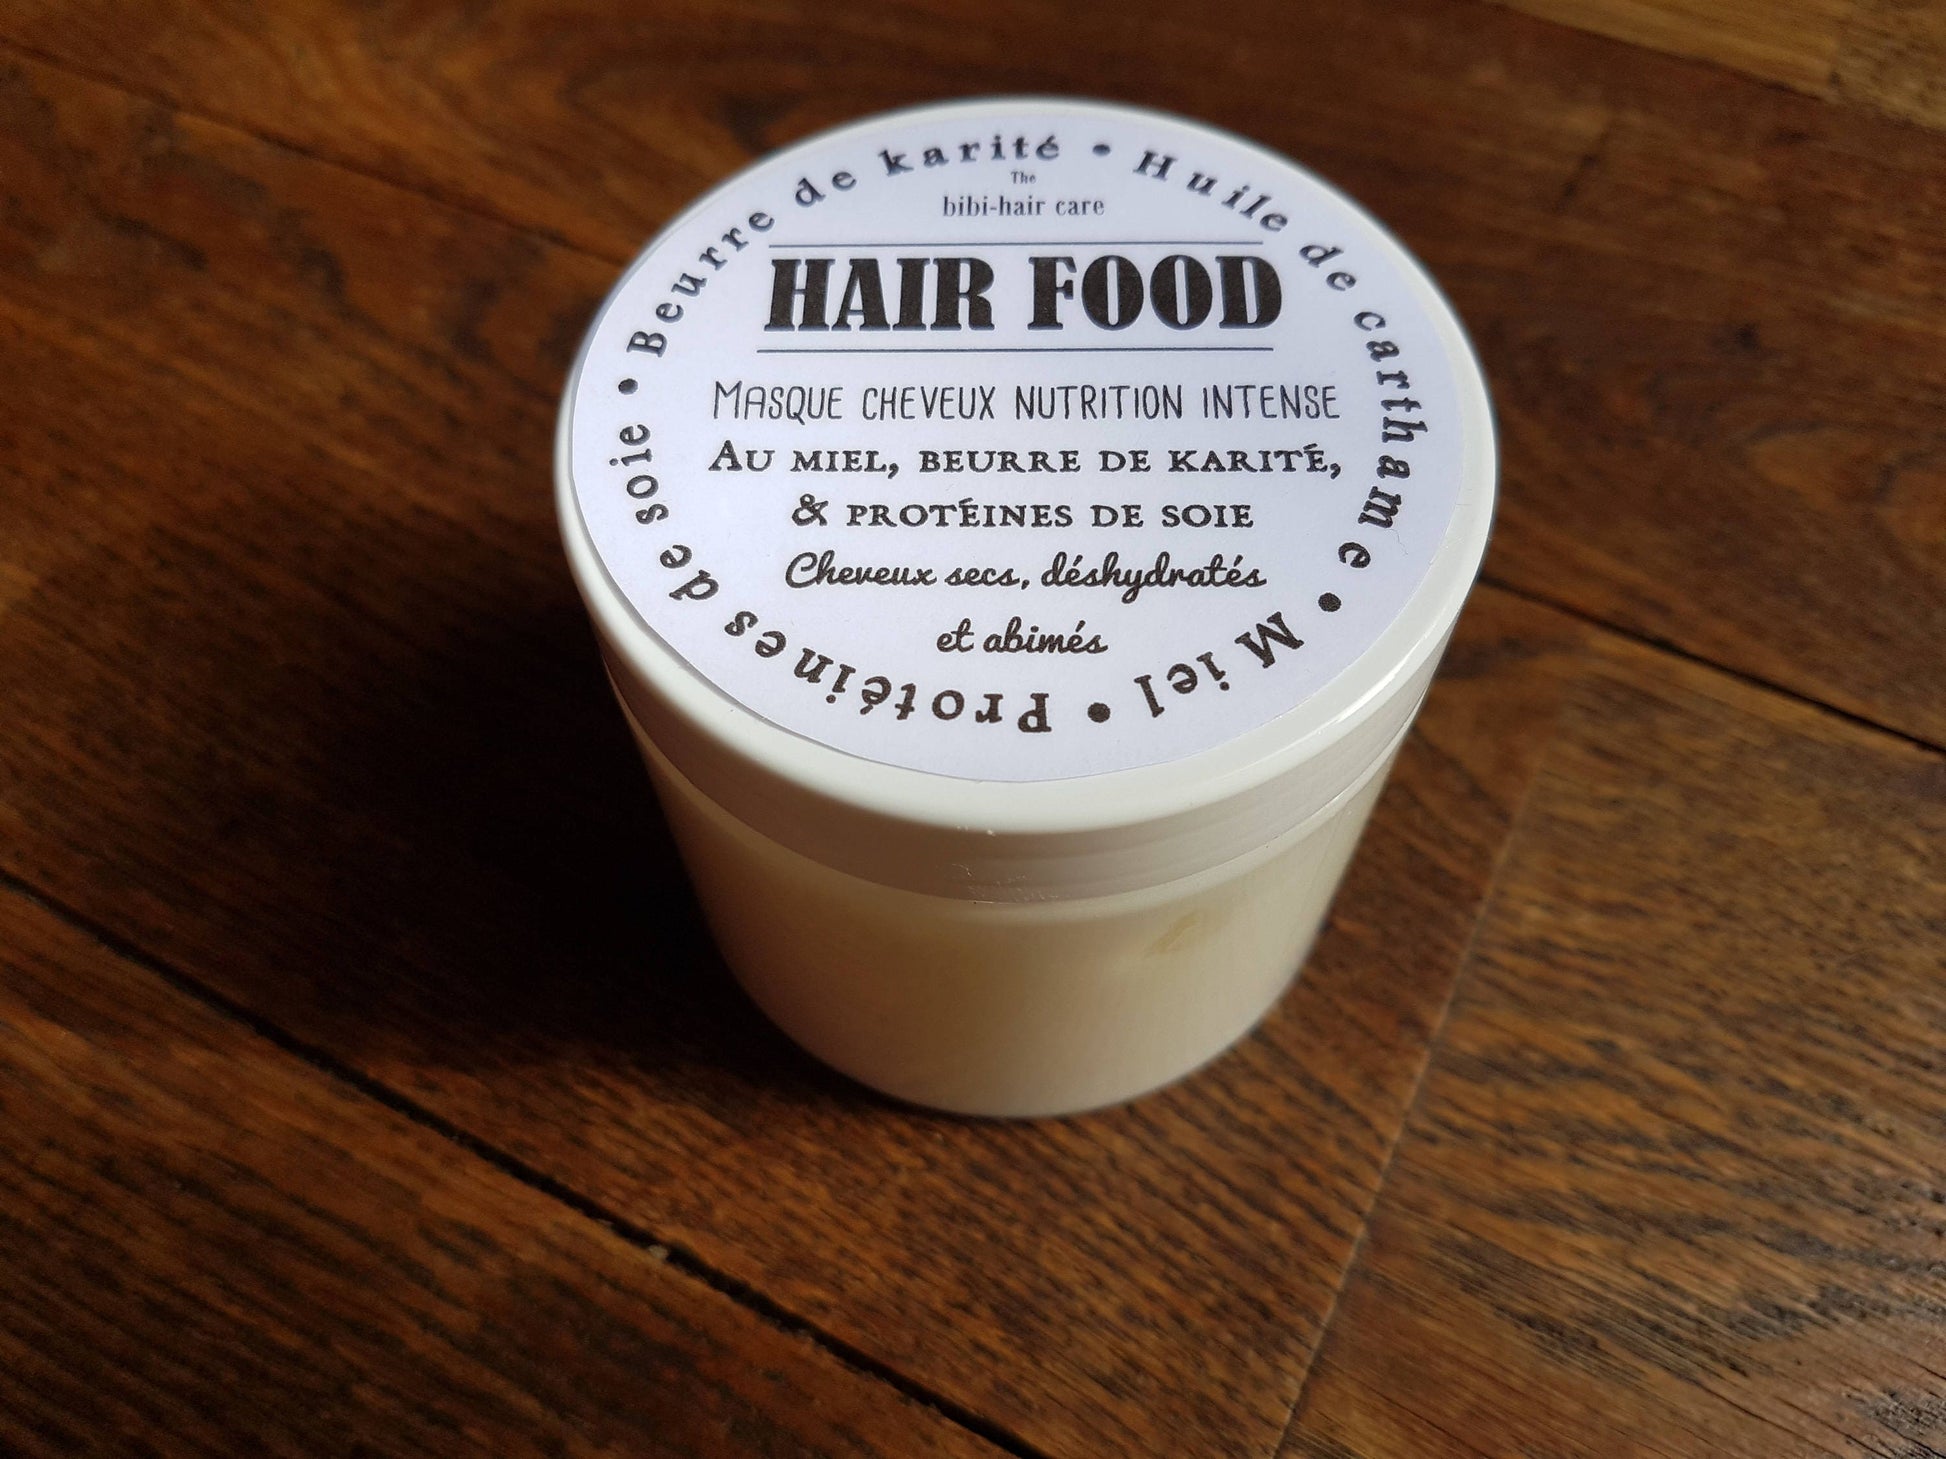 The
bibi-hair care
HAIR FOOD
MASQUE CHEVEUX NUTRITION INTENSE
AU MIEL, BEURRE DE KARITÉ,
& PROTÉINES DE SOIE
Cheveux secs, déshydratés
et abimés
Beurre de karité • Huile de carthame • Miel • Protéines de soie •